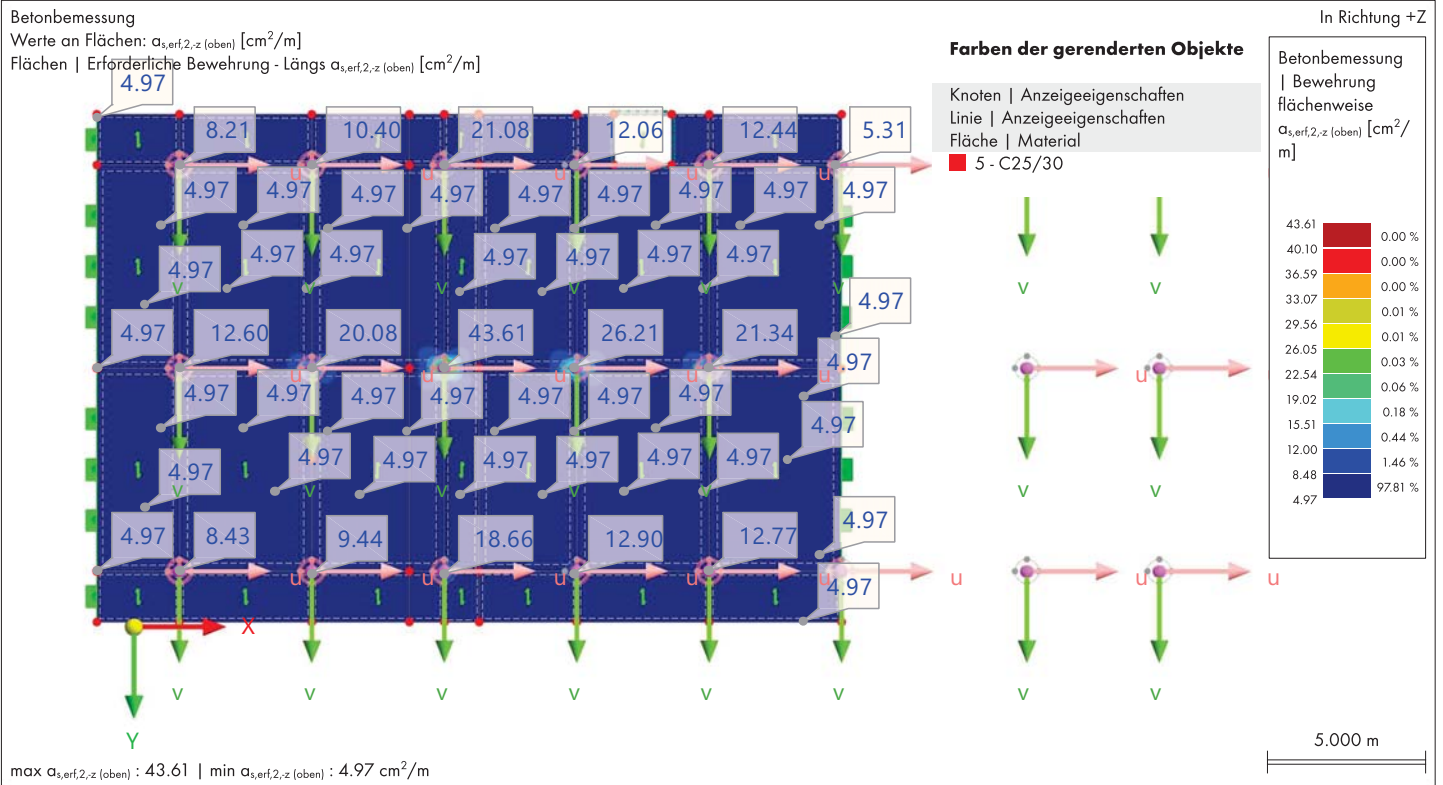 Betonbemessung
Werte an Flächen: as,erf,2,-z (oben) [cm²/m]
Flächen | Erforderliche Bewehrung - Längs as,erf,2,-z (oben) [cm²/m]
In Richtung +Z
Farben der gerenderten Objekte
Knoten | Anzeigeeigenschaften
Linie | Anzeigeeigenschaften
Fläche | Material
5 - C25/30
Betonbemessung
| Bewehrung
flächenweise
as,erf,2,-z (oben) [cm²/
m]
43.61
40.10
36.59
33.07
29.56
26.05
22.54
19.02
15.51
12.00
8.48
4.97
0.00 %
0.00 %
0.00 %
0.01 %
0.01 %
0.03 %
0.06 %
0.18 %
0.44 %
1.46 %
97.81 %
4.97
8.21 10.40 21.08 12.06 12.44 5.31
u u u u u
4.97 4.97 4.97 4.97 4.97 4.97 4.97 4.97 4.97
4.97 4.97 4.97 4.97 4.97 4.97 4.97
v v v v v v v v
4.97
4.97 12.60 20.08 43.61 26.21 21.34
4.97
u u u u u u
4.97 4.97 4.97 4.97 4.97 4.97 4.97
4.97
4.97 4.97 4.97 4.97 4.97 4.97 4.97
v v v v v v v
4.97
4.97 8.43 9.44 18.66 12.90 12.77
u u u u u u u u
4.97
X
v v v v v v v v
Y
5.000 m
max as,erf,2,-z (oben) : 43.61 | min as,erf,2,-z (oben) : 4.97 cm²/m